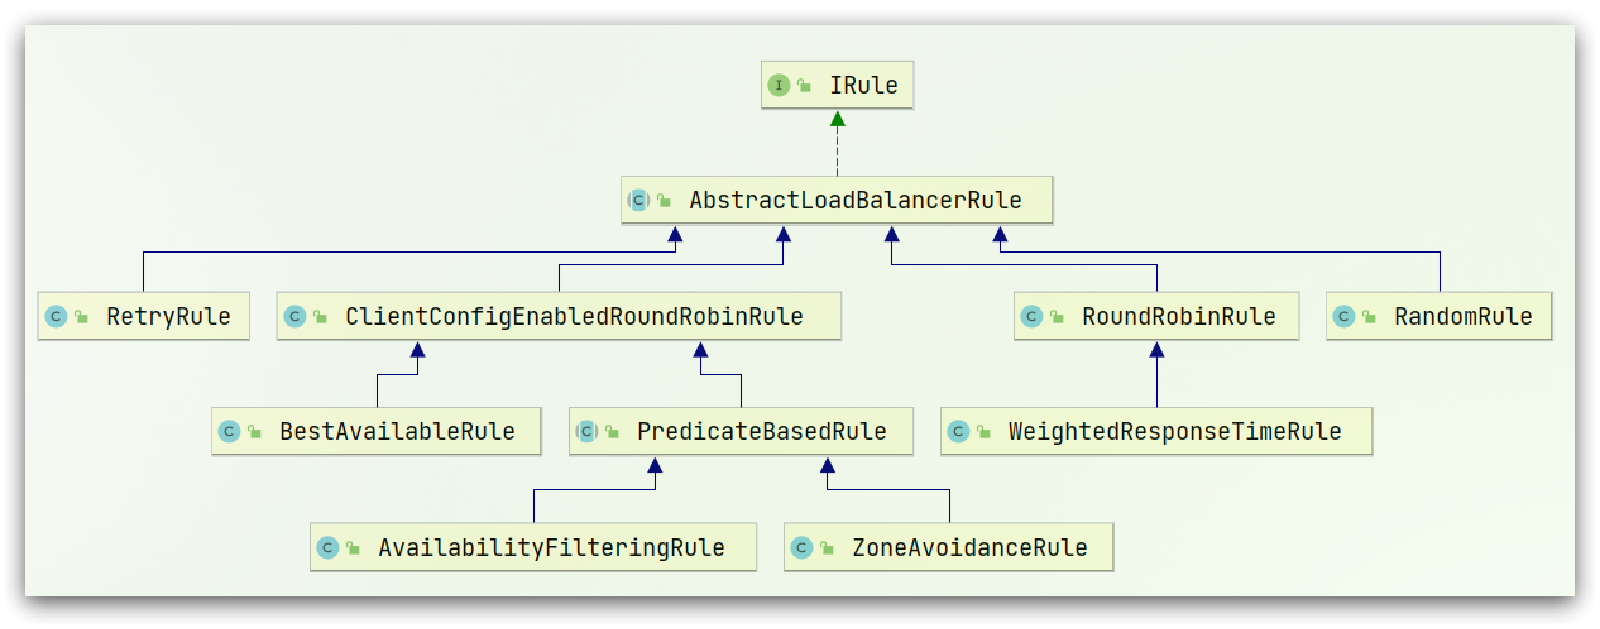 I IRule
C AbstractLoadBalancerRule
C RetryRule
C ClientConfigEnabledRoundRobinRule
C RoundRobinRule
C RandomRule
C BestAvailableRule
C PredicateBasedRule
C WeightedResponseTimeRule
C AvailabilityFilteringRule
C ZoneAvoidanceRule